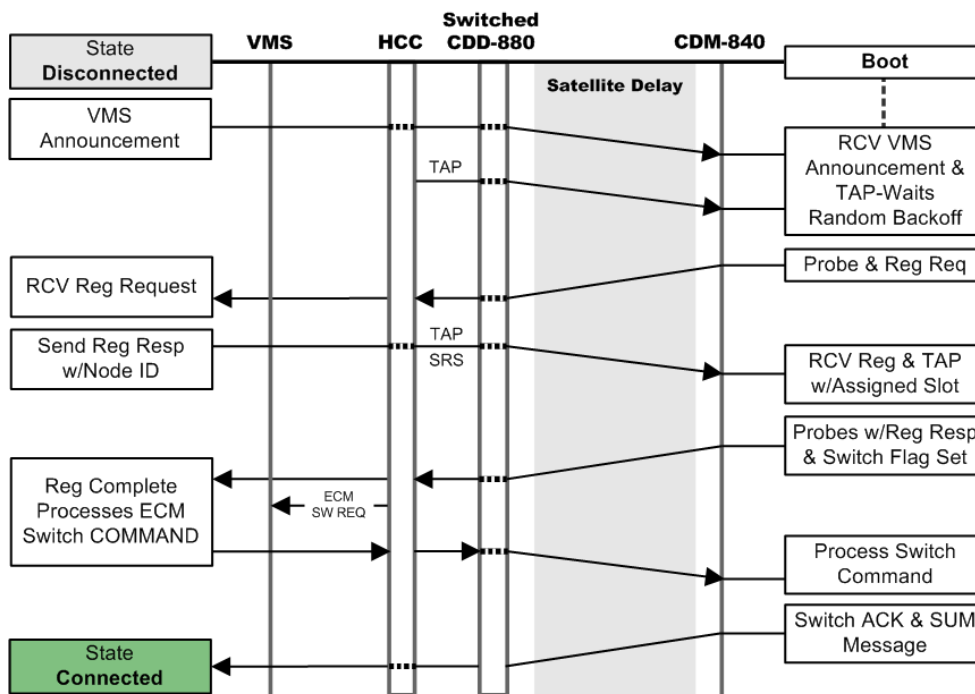 Switched
State
Disconnected
VMS
HCC
CDD-880
CDM-840
Boot
Satellite Delay
VMS
Announcement
TAP
RCV VMS
Announcement &
TAP-Waits
Random Backoff
RCV Reg Request
Probe & Reg Req
Send Reg Resp
w/Node ID
TAP
SRS
RCV Reg & TAP
w/Assigned Slot
Probes w/Reg Resp
& Switch Flag Set
Reg Complete
Processes ECM
Switch COMMAND
ECM
SW REQ
Process Switch
Command
Switch ACK & SUM
Message
State
Connected